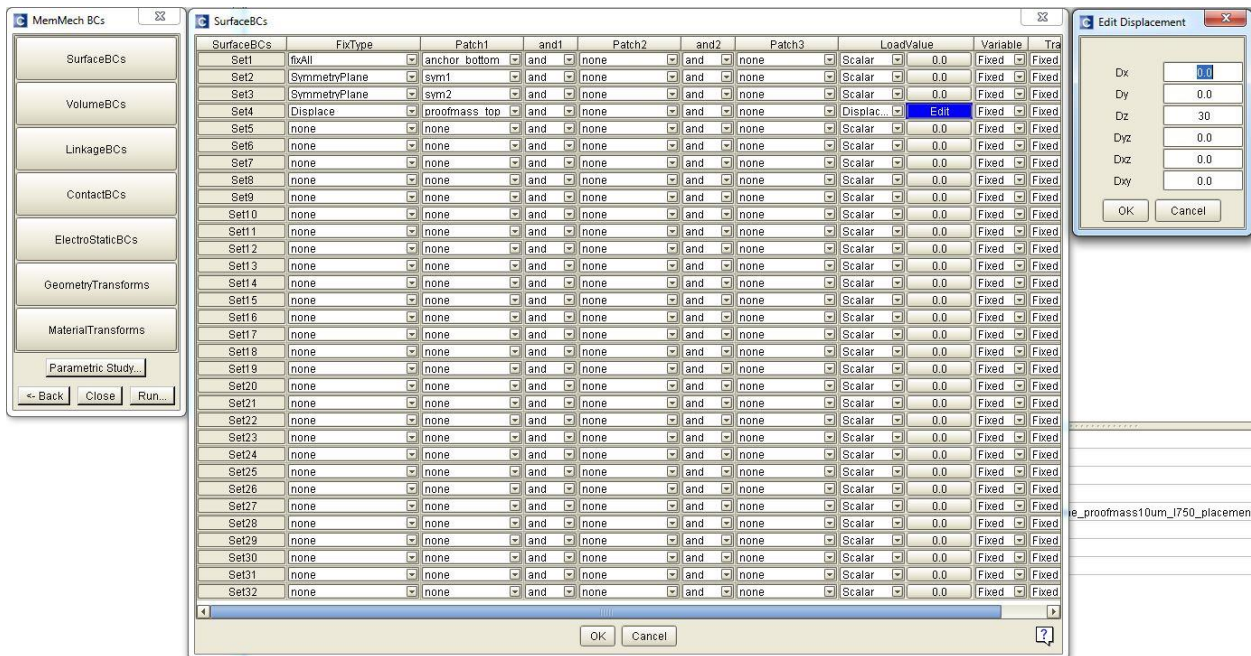 MemMech BCs
SurfaceBCs
VolumeBCs
LinkageBCs
ContactBCs
ElectroStaticBCs
GeometryTransforms
MaterialTransforms
Parametric Study...
<- Back Close Run...
SurfaceBCs
SurfaceBCs FixType Patch1 and1 Patch2 and2 Patch3 LoadValue Variable Tra
Set1 fixAll anchor_bottom and none and none Scalar 0.0 Fixed Fixed
Set2 SymmetryPlane sym1 and none and none Scalar 0.0 Fixed Fixed
Set3 SymmetryPlane sym2 and none and none Scalar 0.0 Fixed Fixed
Set4 Displace proofmass_top and none and none Displac... Edit Fixed Fixed
Set5 none none and none and none Scalar 0.0 Fixed Fixed
Set6 none none and none and none Scalar 0.0 Fixed Fixed
Set7 none none and none and none Scalar 0.0 Fixed Fixed
Set8 none none and none and none Scalar 0.0 Fixed Fixed
Set9 none none and none and none Scalar 0.0 Fixed Fixed
Set10 none none and none and none Scalar 0.0 Fixed Fixed
Set11 none none and none and none Scalar 0.0 Fixed Fixed
Set12 none none and none and none Scalar 0.0 Fixed Fixed
Set13 none none and none and none Scalar 0.0 Fixed Fixed
Set14 none none and none and none Scalar 0.0 Fixed Fixed
Set15 none none and none and none Scalar 0.0 Fixed Fixed
Set16 none none and none and none Scalar 0.0 Fixed Fixed
Set17 none none and none and none Scalar 0.0 Fixed Fixed
Set18 none none and none and none Scalar 0.0 Fixed Fixed
Set19 none none and none and none Scalar 0.0 Fixed Fixed
Set20 none none and none and none Scalar 0.0 Fixed Fixed
Set21 none none and none and none Scalar 0.0 Fixed Fixed
Set22 none none and none and none Scalar 0.0 Fixed Fixed
Set23 none none and none and none Scalar 0.0 Fixed Fixed
Set24 none none and none and none Scalar 0.0 Fixed Fixed
Set25 none none and none and none Scalar 0.0 Fixed Fixed
Set26 none none and none and none Scalar 0.0 Fixed Fixed
Set27 none none and none and none Scalar 0.0 Fixed Fixed
Set28 none none and none and none Scalar 0.0 Fixed Fixed
Set29 none none and none and none Scalar 0.0 Fixed Fixed
Set30 none none and none and none Scalar 0.0 Fixed Fixed
Set31 none none and none and none Scalar 0.0 Fixed Fixed
Set32 none none and none and none Scalar 0.0 Fixed Fixed
OK Cancel
?
Edit Displacement
Dx 0.0
Dy 0.0
Dz 30
Dyz 0.0
Dxz 0.0
Dxy 0.0
OK Cancel
e_proofmass10um_l750_placemen